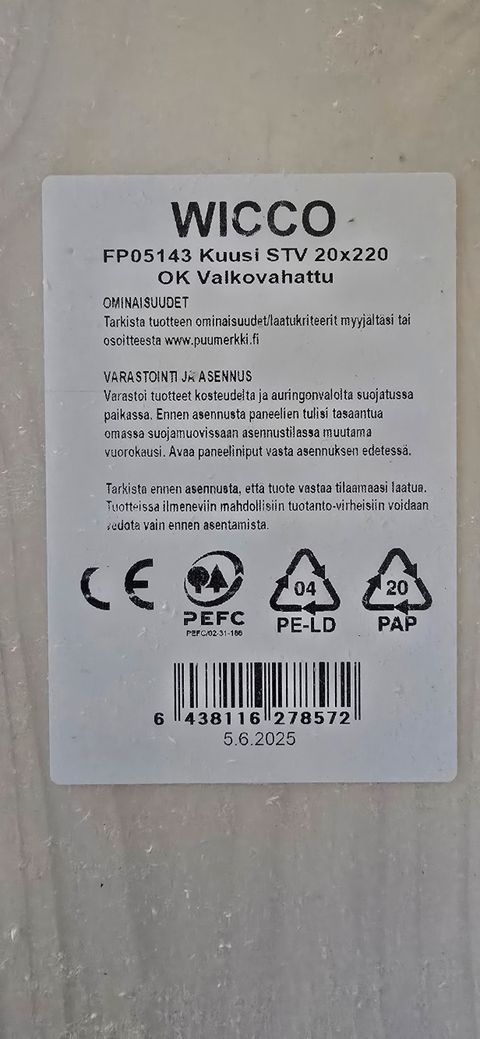 WICCO
FP05143 Kuusi STV 20x220
OK Valkovahattu
OMINAISUUDET
Tarkista tuotteen ominaisuudet/laatukriteerit myyjältäsi tai
osoitteesta www.puumerkki.fi
VARASTOINTI JA ASENNUS
Varastoi tuotteet kosteudelta ja auringonvalolta suojatussa
paikassa. Ennen asennusta paneelien tulisi tasaantua
omassa suojamuovissaan asennustilassa muutama
vuorokausi. Avaa paneeliniput vasta asennuksen edetessä.
Tarkista ennen asennusta, että tuote vastaa tilaamaasi laatua.
Tuotteissa ilmeneviin mahdollisiin tuotanto-virheisiin voidaan
vedota vain ennen asentamista.
CE
PEFC
PEFC/02-31-166
04
PE-LD
20
PAP
6 438116 278572
5.6.2025